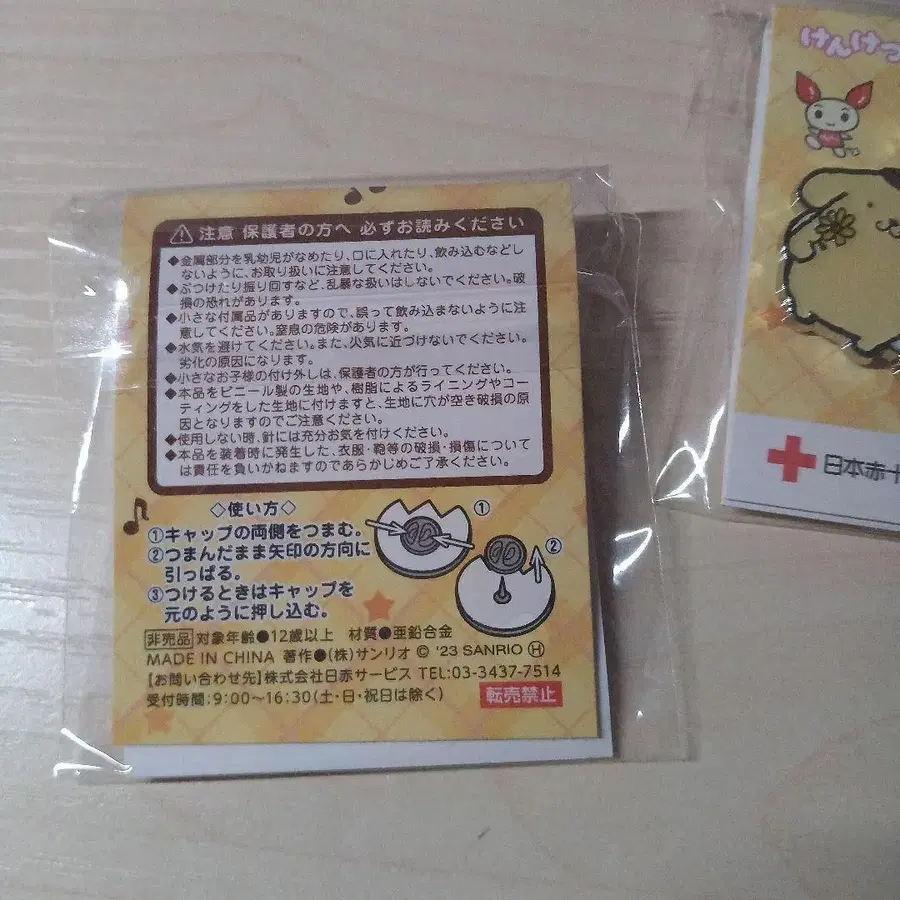 ⚠ 注意 保護者の方へ 必ずお読みください
◆金属部分を乳幼児がなめたり、口に入れたり、飲み込むなどし
ないように、お取り扱いに注意してください。
◆ぶつけたり振り回すなど、乱暴な扱いはしないでください。破
損の恐れがあります。
◆小さな付属品がありますので、誤って飲み込まないように注
意してください。窒息の危険があります。
◆水気を避けてください。また、火気に近づけないでください。
劣化の原因になります。
◆小さなお子様の付け外しは、保護者の方が行ってください。
◆本品をビニール製の生地や、樹脂によるライニングやコー
ティングをした生地に付けますと、生地に穴が空き破損の原
因となりますのでご注意ください。
◆使用しない時、針には充分お気を付けください。
◆本品を装着時に発生した、衣服・鞄等の破損・損傷について
は責任を負いかねますのであらかじめご了承ください。
◇使い方◇
①キャップの両側をつまむ。
②つまんだまま矢印の方向に
引っぱる。
③つけるときはキャップを
元のように押し込む。
①
②
非売品 対象年齢●12歳以上 材質●亜鉛合金
MADE IN CHINA 著作●(株)サンリオ © '23 SANRIO Ⓗ
【お問い合わせ先】株式会社日赤サービス TEL:03-3437-7514
受付時間:9:00〜16:30(土・日・祝日は除く)
転売禁止
けんけつ
日本赤十